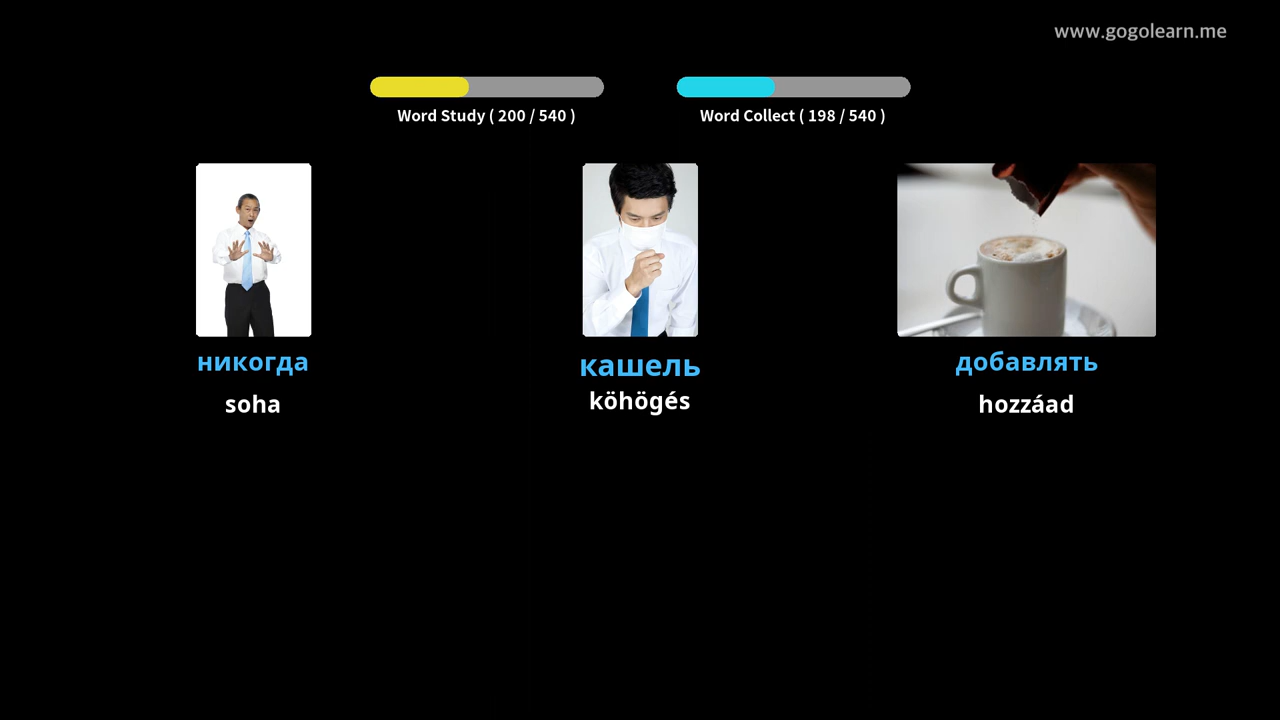 www.gogolearn.me
Word Study ( 200 / 540 )
Word Collect ( 198 / 540 )
никогда
кашель
добавлять
soha
köhögés
hozzáad